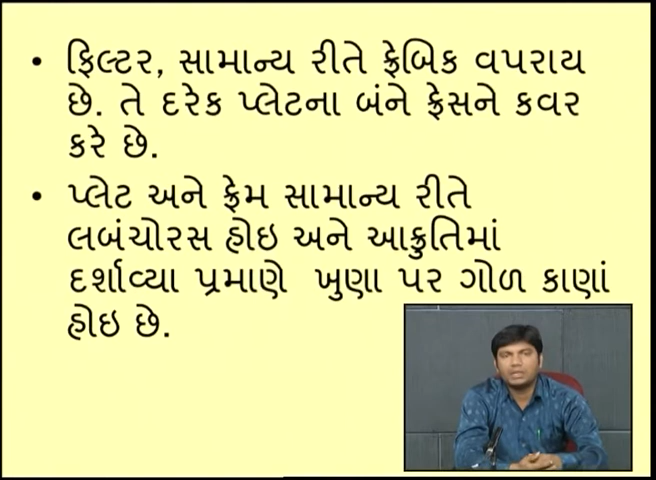 • ફિલ્ટર, સામાન્ય રીતે ફ્રેબિક વપરાય
છે. તે દરેક પ્લેટના બંને ફ્રેસને કવર
કરે છે.
• પ્લેટ અને ફ્રેમ સામાન્ય રીતે
લબંચોરસ હોઇ અને આક્રુતિમાં
દર્શાવ્યા પ્રમાણે ખુણા પર ગોળ કાણાં
હોઇ છે.